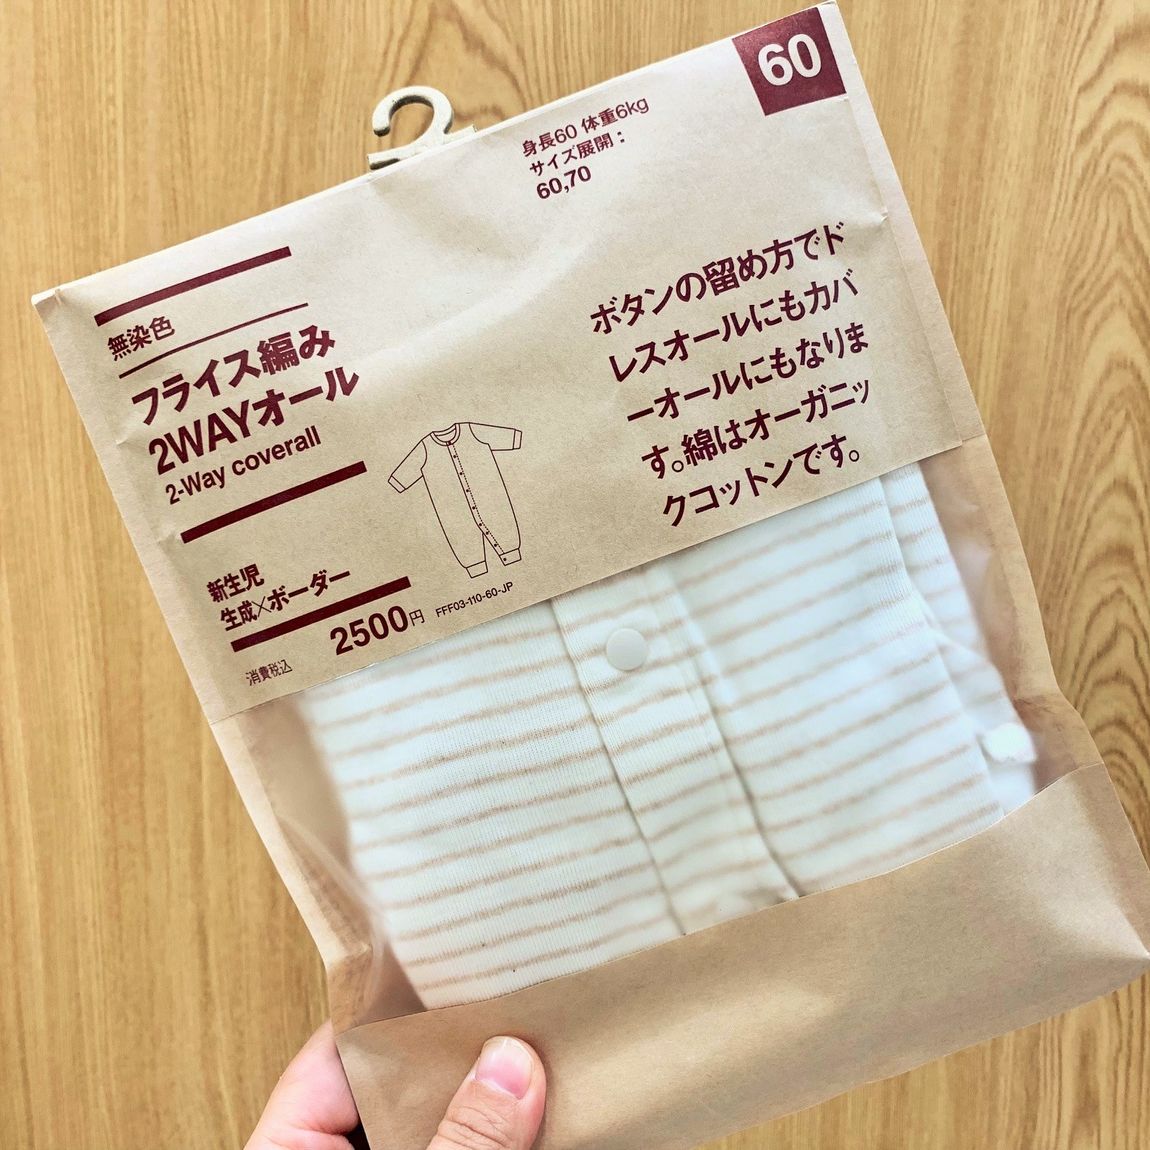 60
身長60 体重6kg
サイズ展開：
60,70
無染色
フライス編み
2WAYオール
2-Way coverall
ボタンの留め方でド
レスオールにもカバ
ーオールにもなりま
す。綿はオーガニッ
クコットンです。
新生児
生成×ボーダー
2500円
FFF03-110-60-JP
消費税込